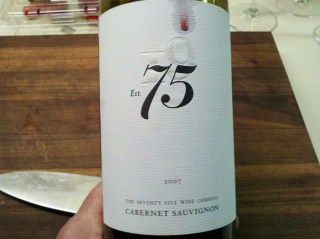 Est. 75
2007
THE SEVENTY FIVE WINE COMPANY
CABERNET SAUVIGNON